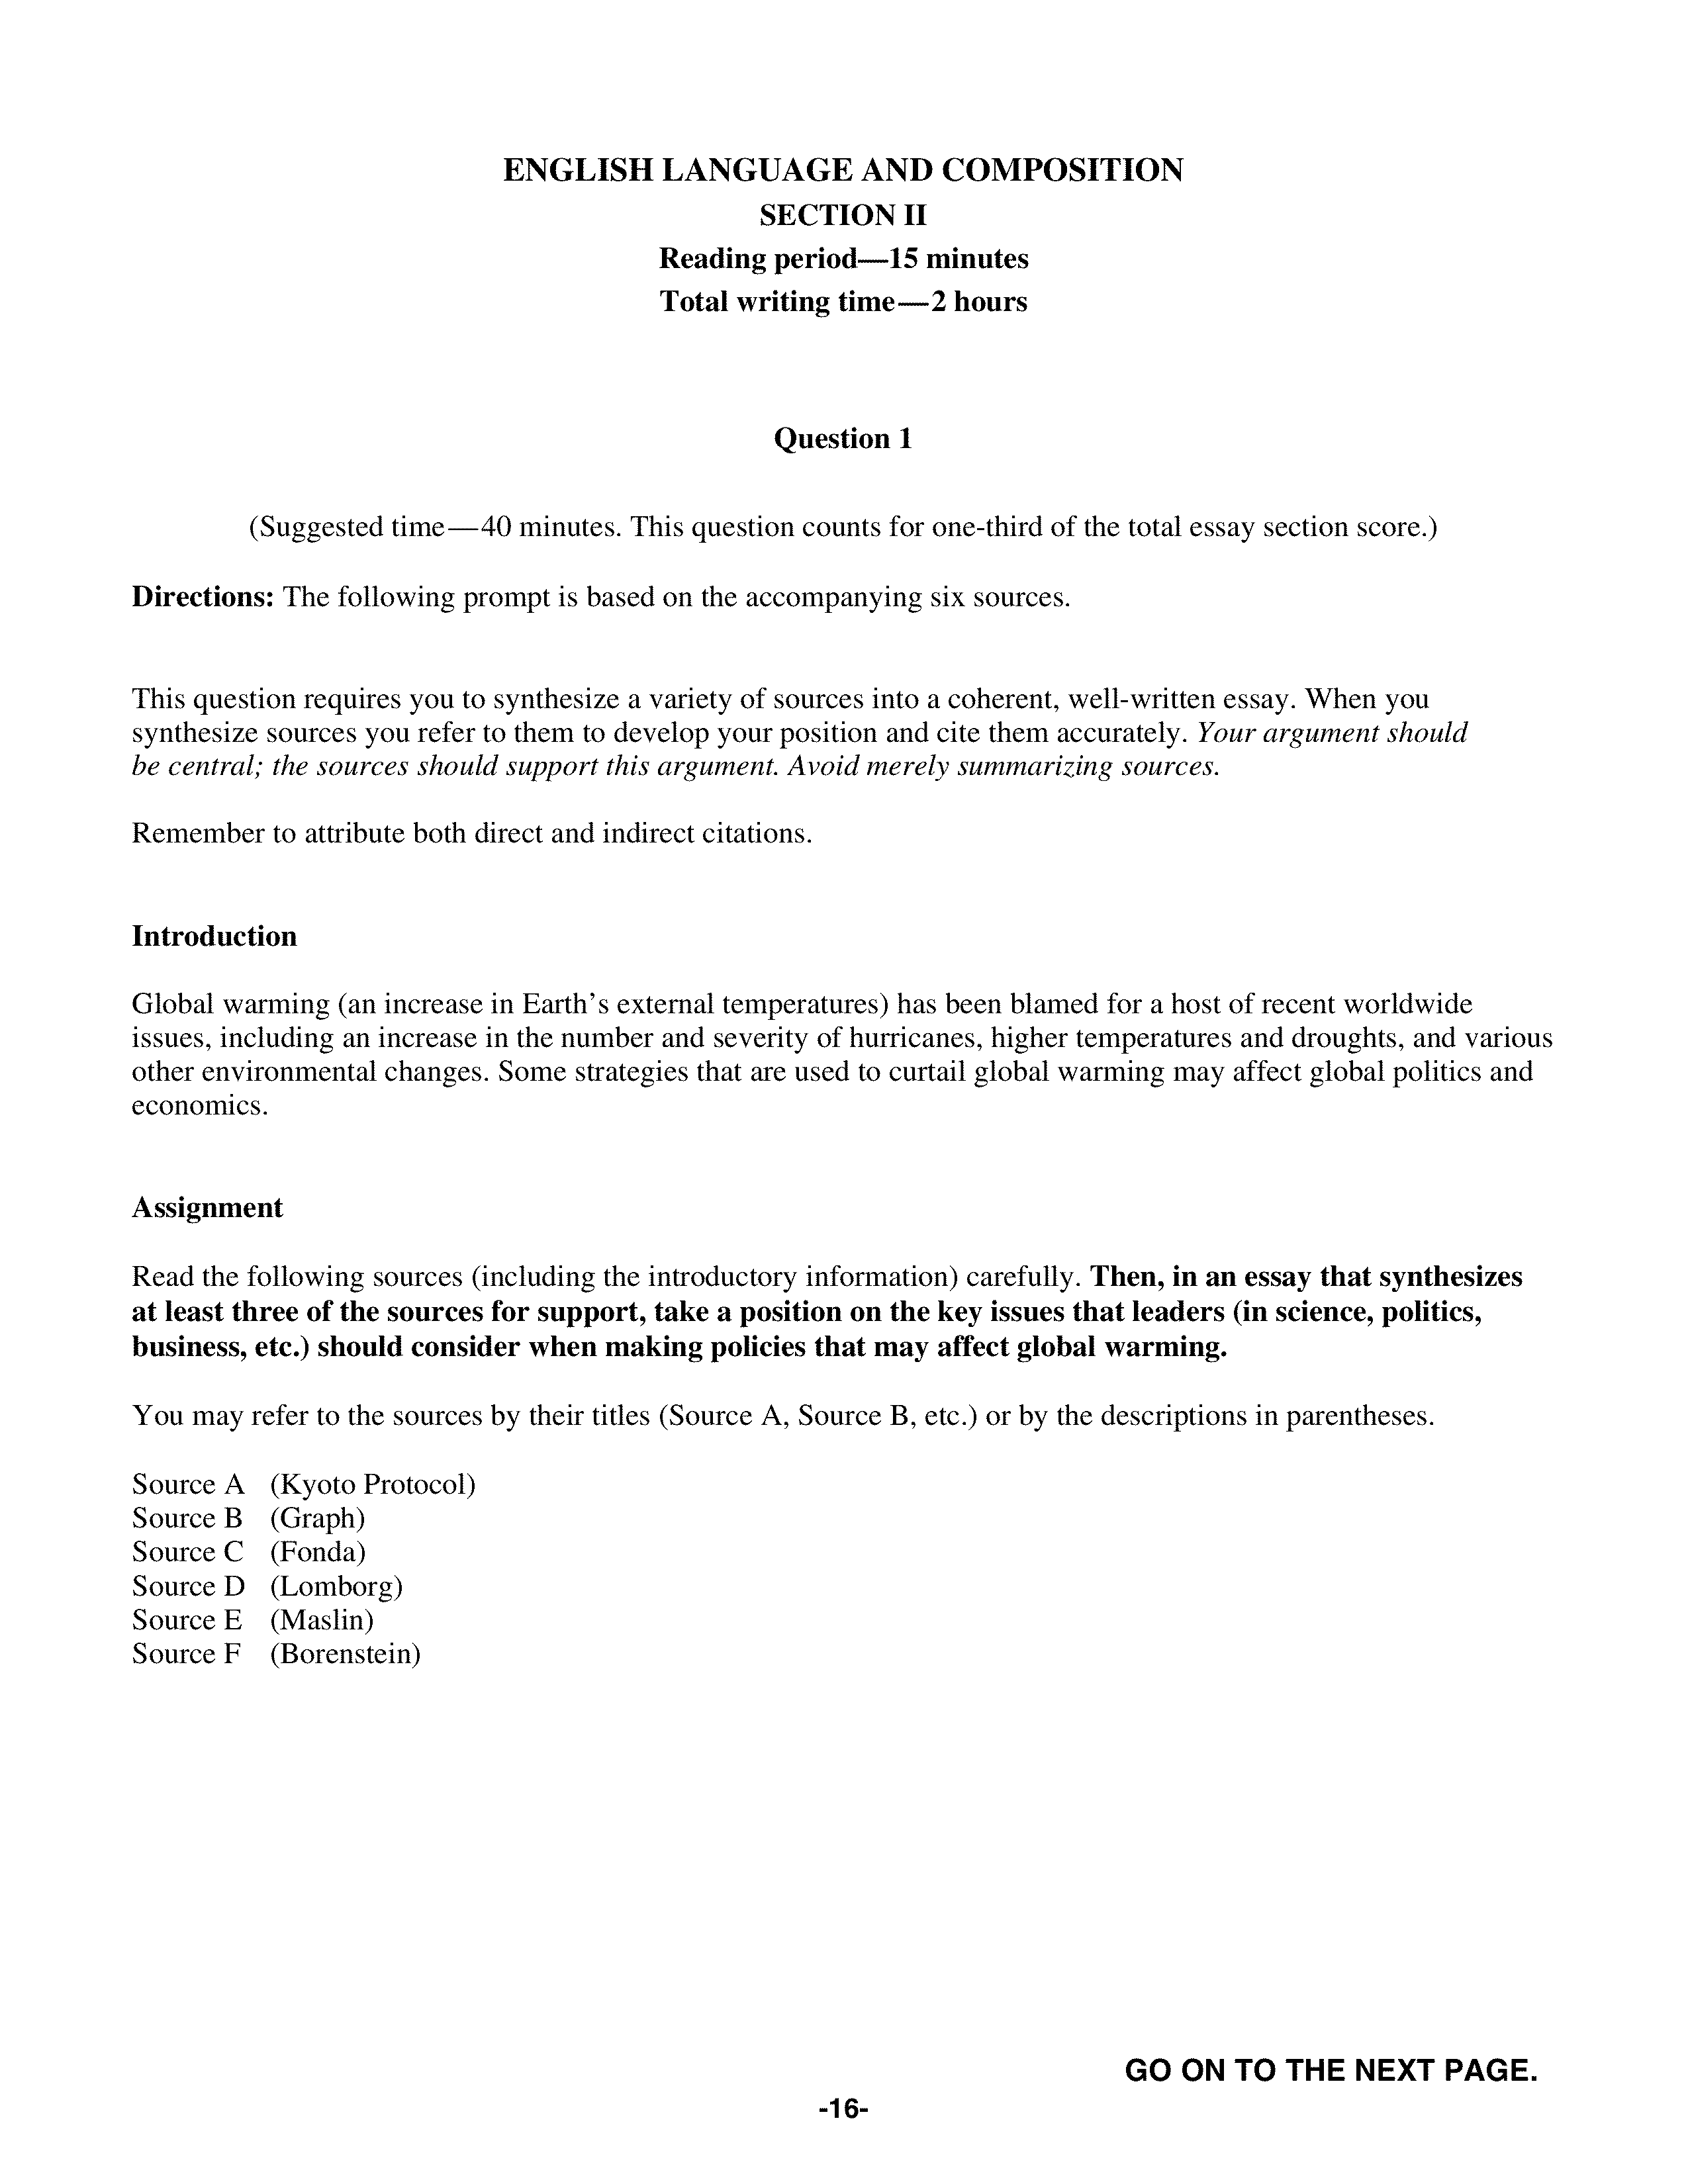 ENGLISH LANGUAGE AND COMPOSITION
SECTION II
Reading period—15 minutes
Total writing time—2 hours
Question 1
(Suggested time—40 minutes. This question counts for one-third of the total essay section score.)
Directions: The following prompt is based on the accompanying six sources.
This question requires you to synthesize a variety of sources into a coherent, well-written essay. When you
synthesize sources you refer to them to develop your position and cite them accurately. Your argument should
be central; the sources should support this argument. Avoid merely summarizing sources.
Remember to attribute both direct and indirect citations.
Introduction
Global warming (an increase in Earth’s external temperatures) has been blamed for a host of recent worldwide
issues, including an increase in the number and severity of hurricanes, higher temperatures and droughts, and various
other environmental changes. Some strategies that are used to curtail global warming may affect global politics and
economics.
Assignment
Read the following sources (including the introductory information) carefully. Then, in an essay that synthesizes
at least three of the sources for support, take a position on the key issues that leaders (in science, politics,
business, etc.) should consider when making policies that may affect global warming.
You may refer to the sources by their titles (Source A, Source B, etc.) or by the descriptions in parentheses.
Source A (Kyoto Protocol)
Source B (Graph)
Source C (Fonda)
Source D (Lomborg)
Source E (Maslin)
Source F (Borenstein)
GO ON TO THE NEXT PAGE.
-16-